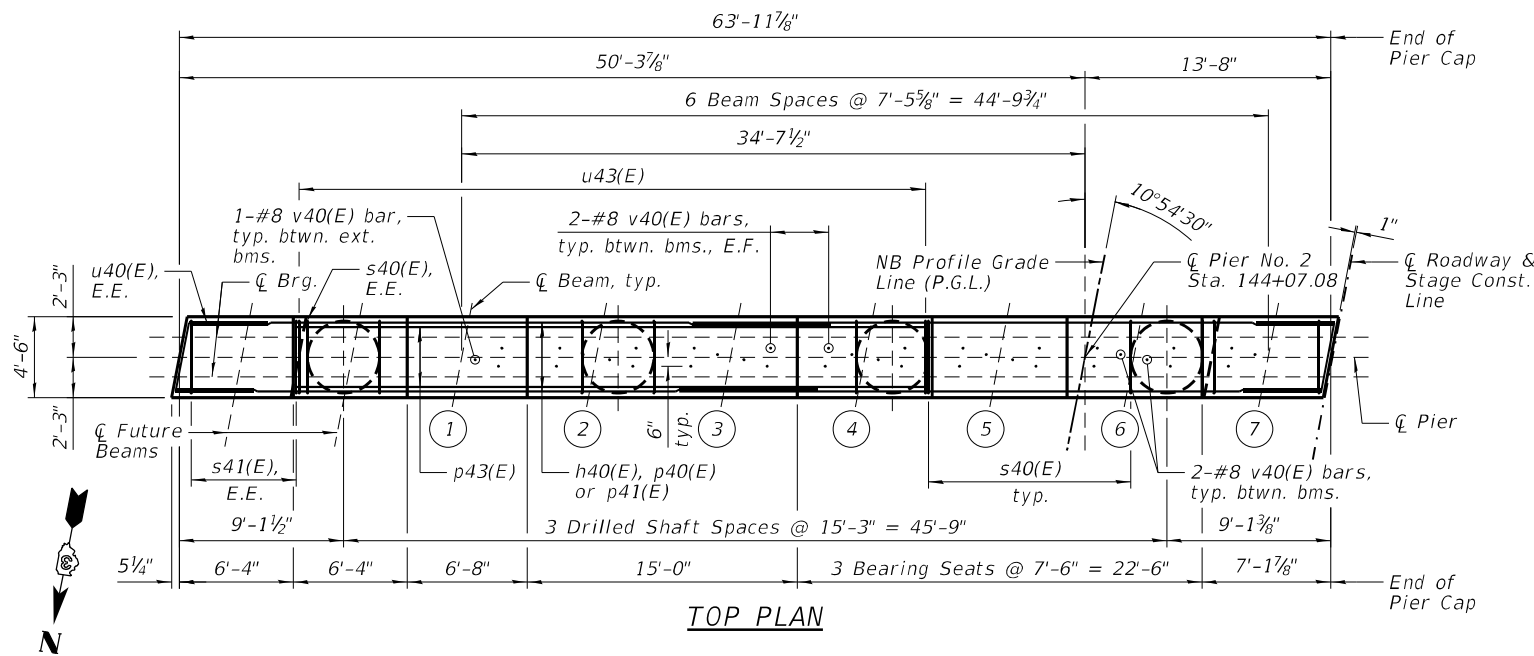 63'-11⅞"
End of
Pier Cap
50'-3⅞"
13'-8"
6 Beam Spaces @ 7'-5⅝" = 44'-9¾"
34'-7½"
u43(E)
10°54'30"
1"
1-#8 v40(E) bar,
typ. btwn. ext.
bms.
2-#8 v40(E) bars,
typ. btwn. bms., E.F.
u40(E),
E.E.
℄ Brg.
s40(E),
E.E.
℄ Beam, typ.
NB Profile Grade
Line (P.G.L.)
℄ Pier No. 2
Sta. 144+07.08
℄ Roadway &
Stage Const.
Line
2'-3"
4'-6"
2'-3"
℄ Future
Beams
1
2
3
6"
typ.
4
5
6
7
℄ Pier
s41(E),
E.E.
p43(E)
h40(E), p40(E)
or p41(E)
s40(E)
typ.
2-#8 v40(E) bars,
typ. btwn. bms.
9'-1½"
3 Drilled Shaft Spaces @ 15'-3" = 45'-9"
9'-1⅜"
5¼"
6'-4"
6'-4"
6'-8"
15'-0"
3 Bearing Seats @ 7'-6" = 22'-6"
7'-1⅞"
End of
Pier Cap
N
TOP PLAN